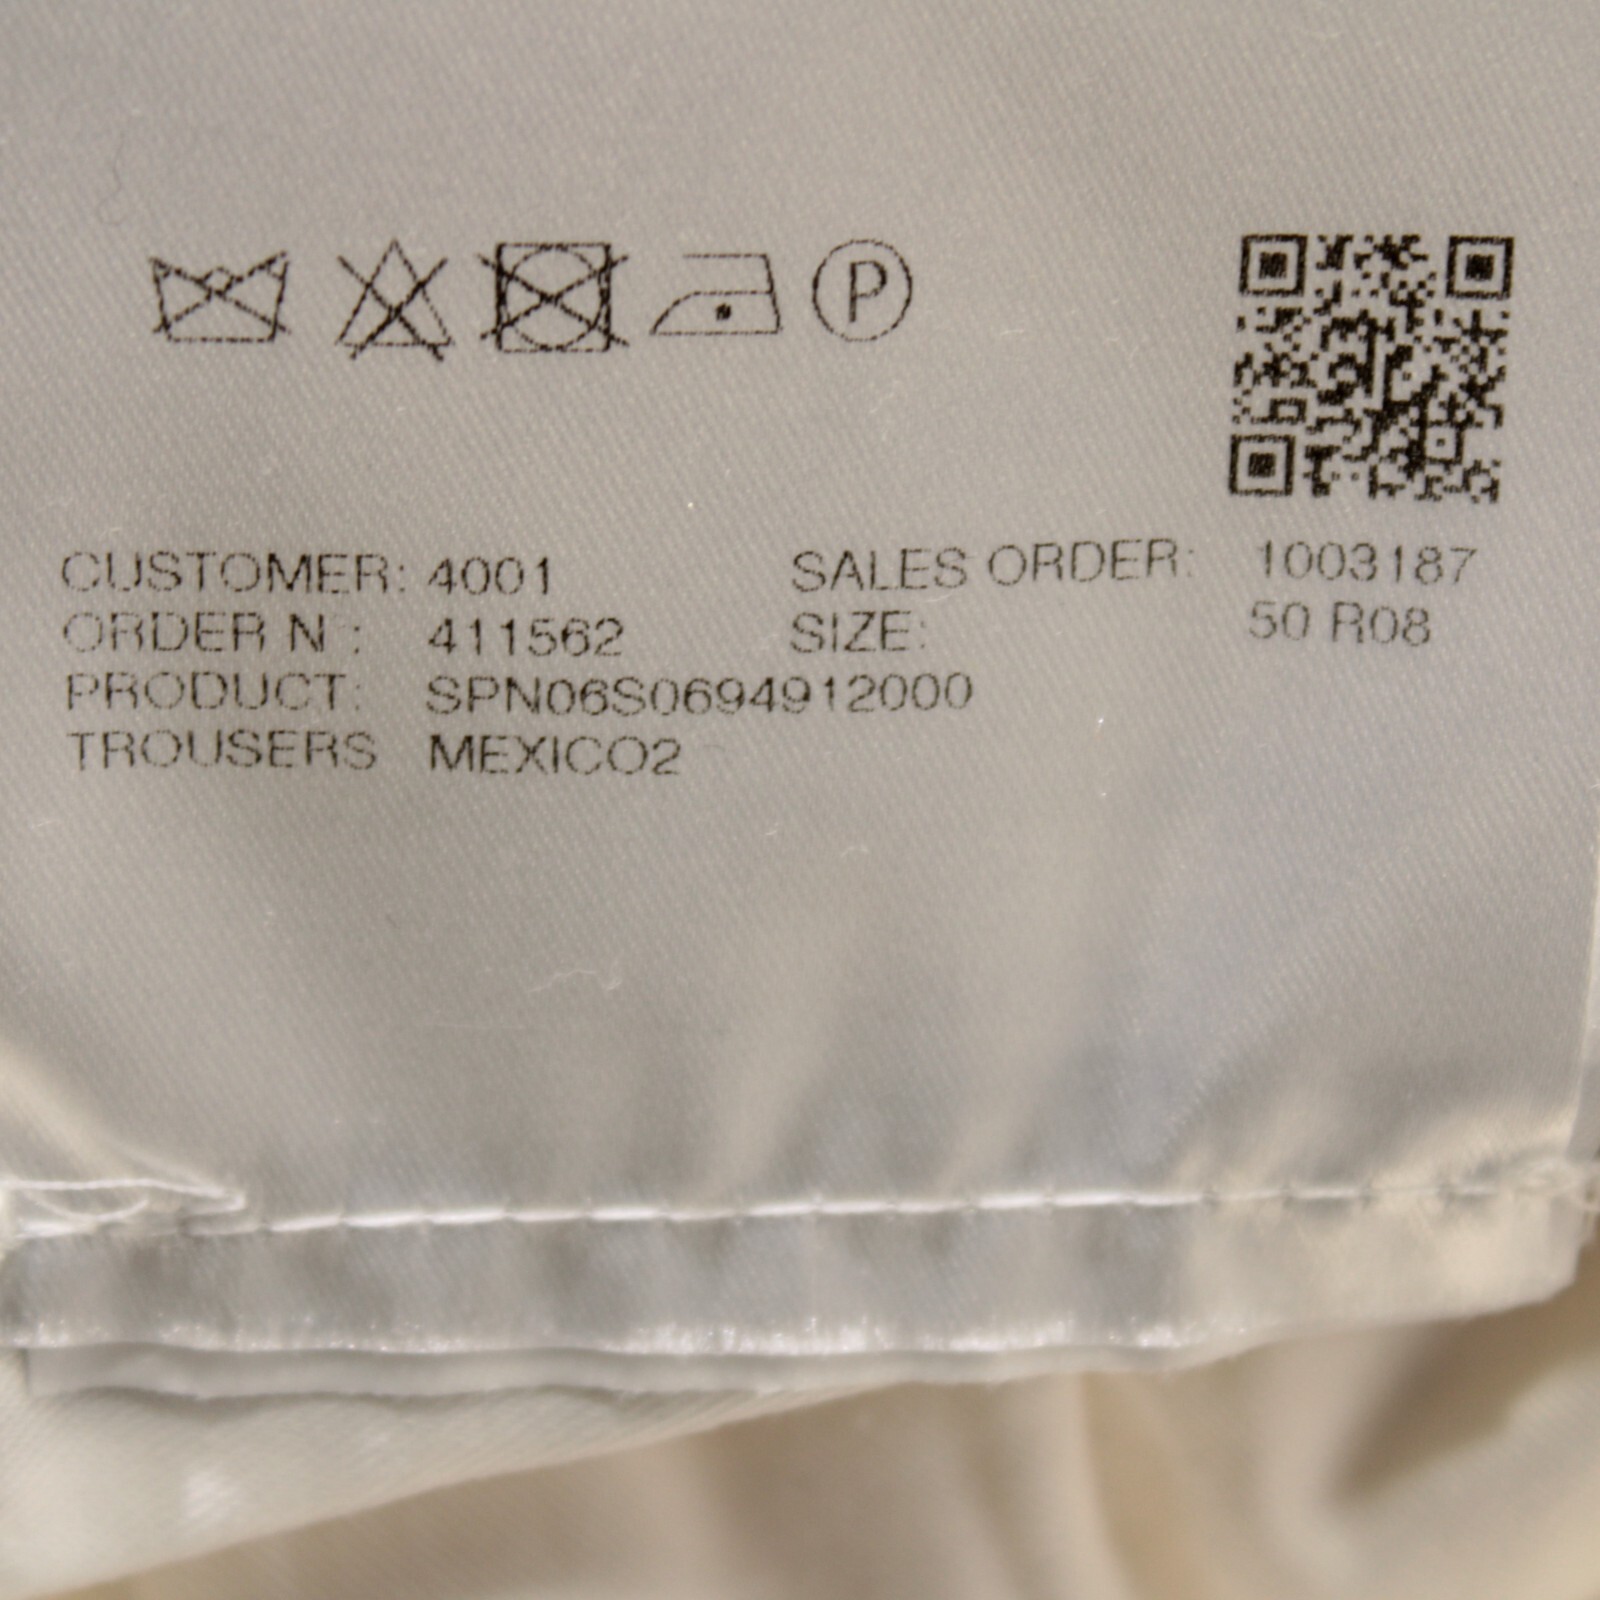 P
CUSTOMER: 4001 SALES ORDER: 1003187
ORDER N°: 411562 SIZE: 50 R08
PRODUCT: SPN06S0694912000
TROUSERS MEXICO2